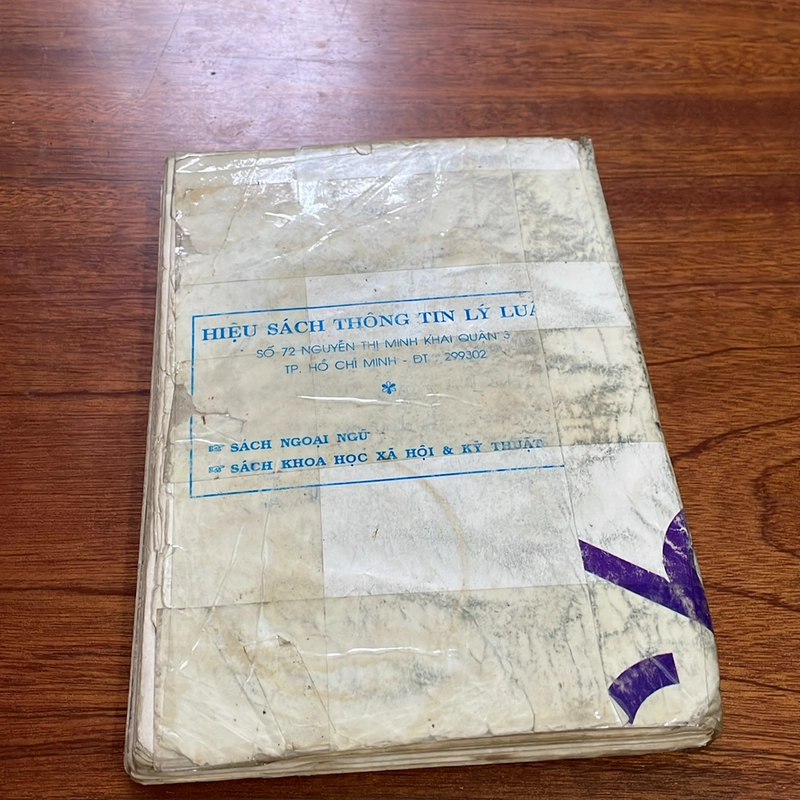 HIỆU SÁCH THÔNG TIN LÝ
SỐ 72 NGUYỄN THỊ MINH KHAI QUẬN 3
TP. HỒ CHÍ MINH - ĐT : 299302
☞ SÁCH NGOẠI NGỮ
☞ SÁCH KHOA HỌC XÃ HỘI & KỸ THUẬT